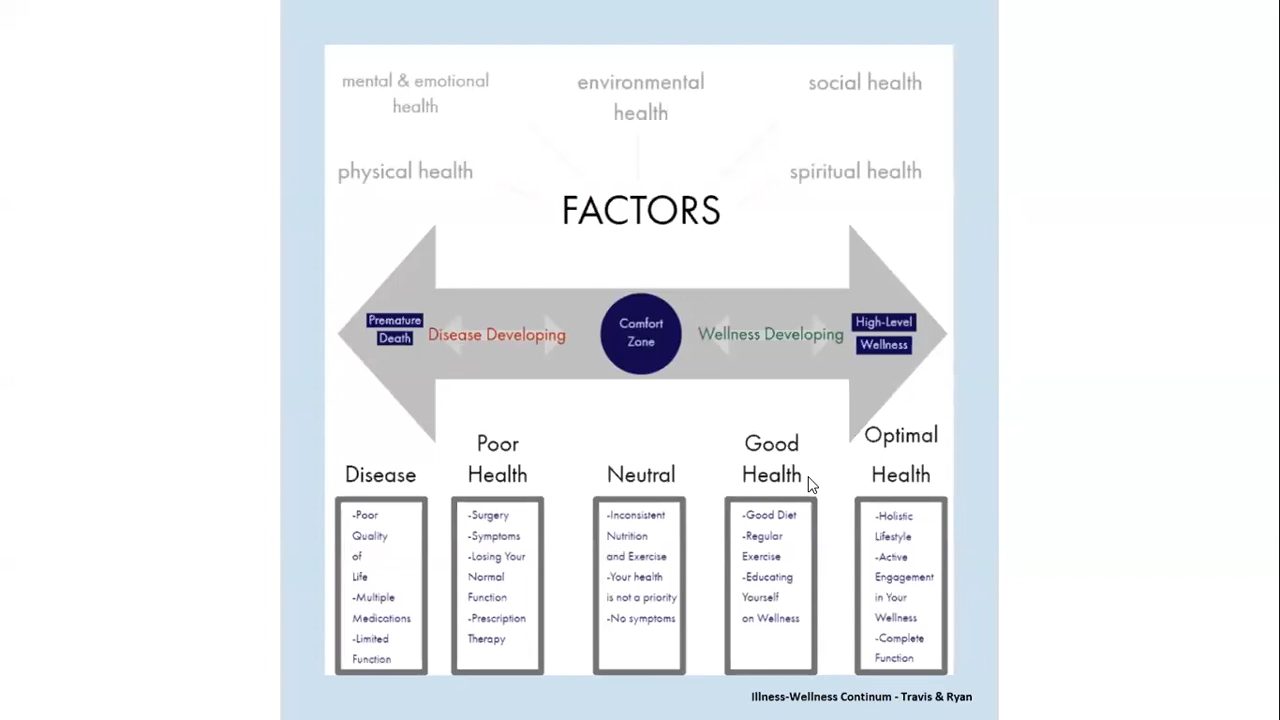 mental & emotional
health
environmental
health
social health
physical health
spiritual health
FACTORS
Premature
Death
Disease Developing
Comfort
Zone
Wellness Developing
High-Level
Wellness
Disease
Poor
Health
Neutral
Good
Health
Optimal
Health
-Poor
Quality
of
Life
-Multiple
Medications
-Limited
Function
-Surgery
-Symptoms
-Losing Your
Normal
Function
-Prescription
Therapy
-Inconsistent
Nutrition
and Exercise
-Your health
is not a priority
-No symptoms
-Good Diet
-Regular
Exercise
-Educating
Yourself
on Wellness
-Holistic
Lifestyle
-Active
Engagement
in Your
Wellness
-Complete
Function
Illness-Wellness Continum - Travis & Ryan